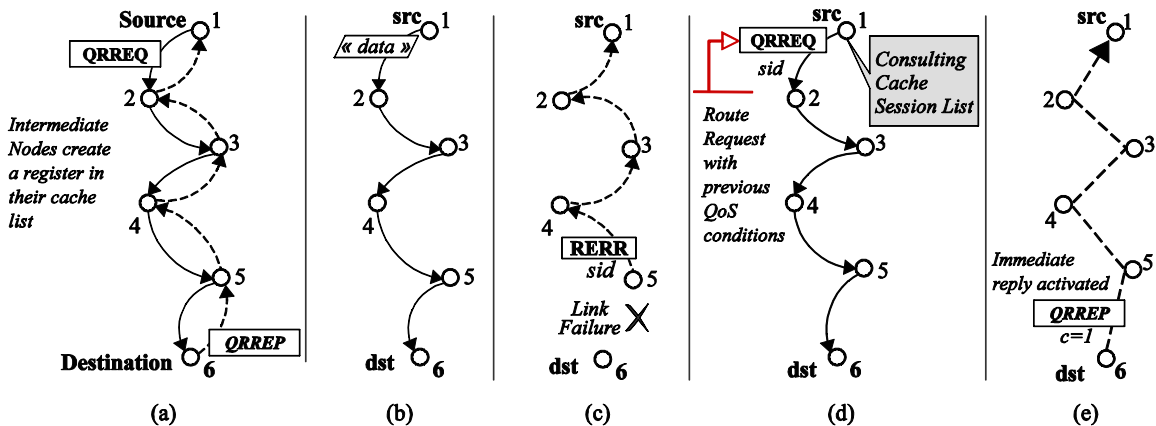 Source 1
QRREQ
2
Intermediate
Nodes create
a register in
their cache
list
3
4
5
QRREP
Destination 6
(a)
src 1
« data »
2
3
4
5
dst 6
(b)
src 1
2
3
4
RERR
sid
5
Link
Failure X
dst 6
(c)
src 1
QRREQ
sid
Consulting
Cache
Session List
2
Route
Request
with
previous
QoS
conditions
3
4
5
dst 6
(d)
src 1
2
3
4
5
Immediate
reply activated
QRREP
c=1
dst 6
(e)